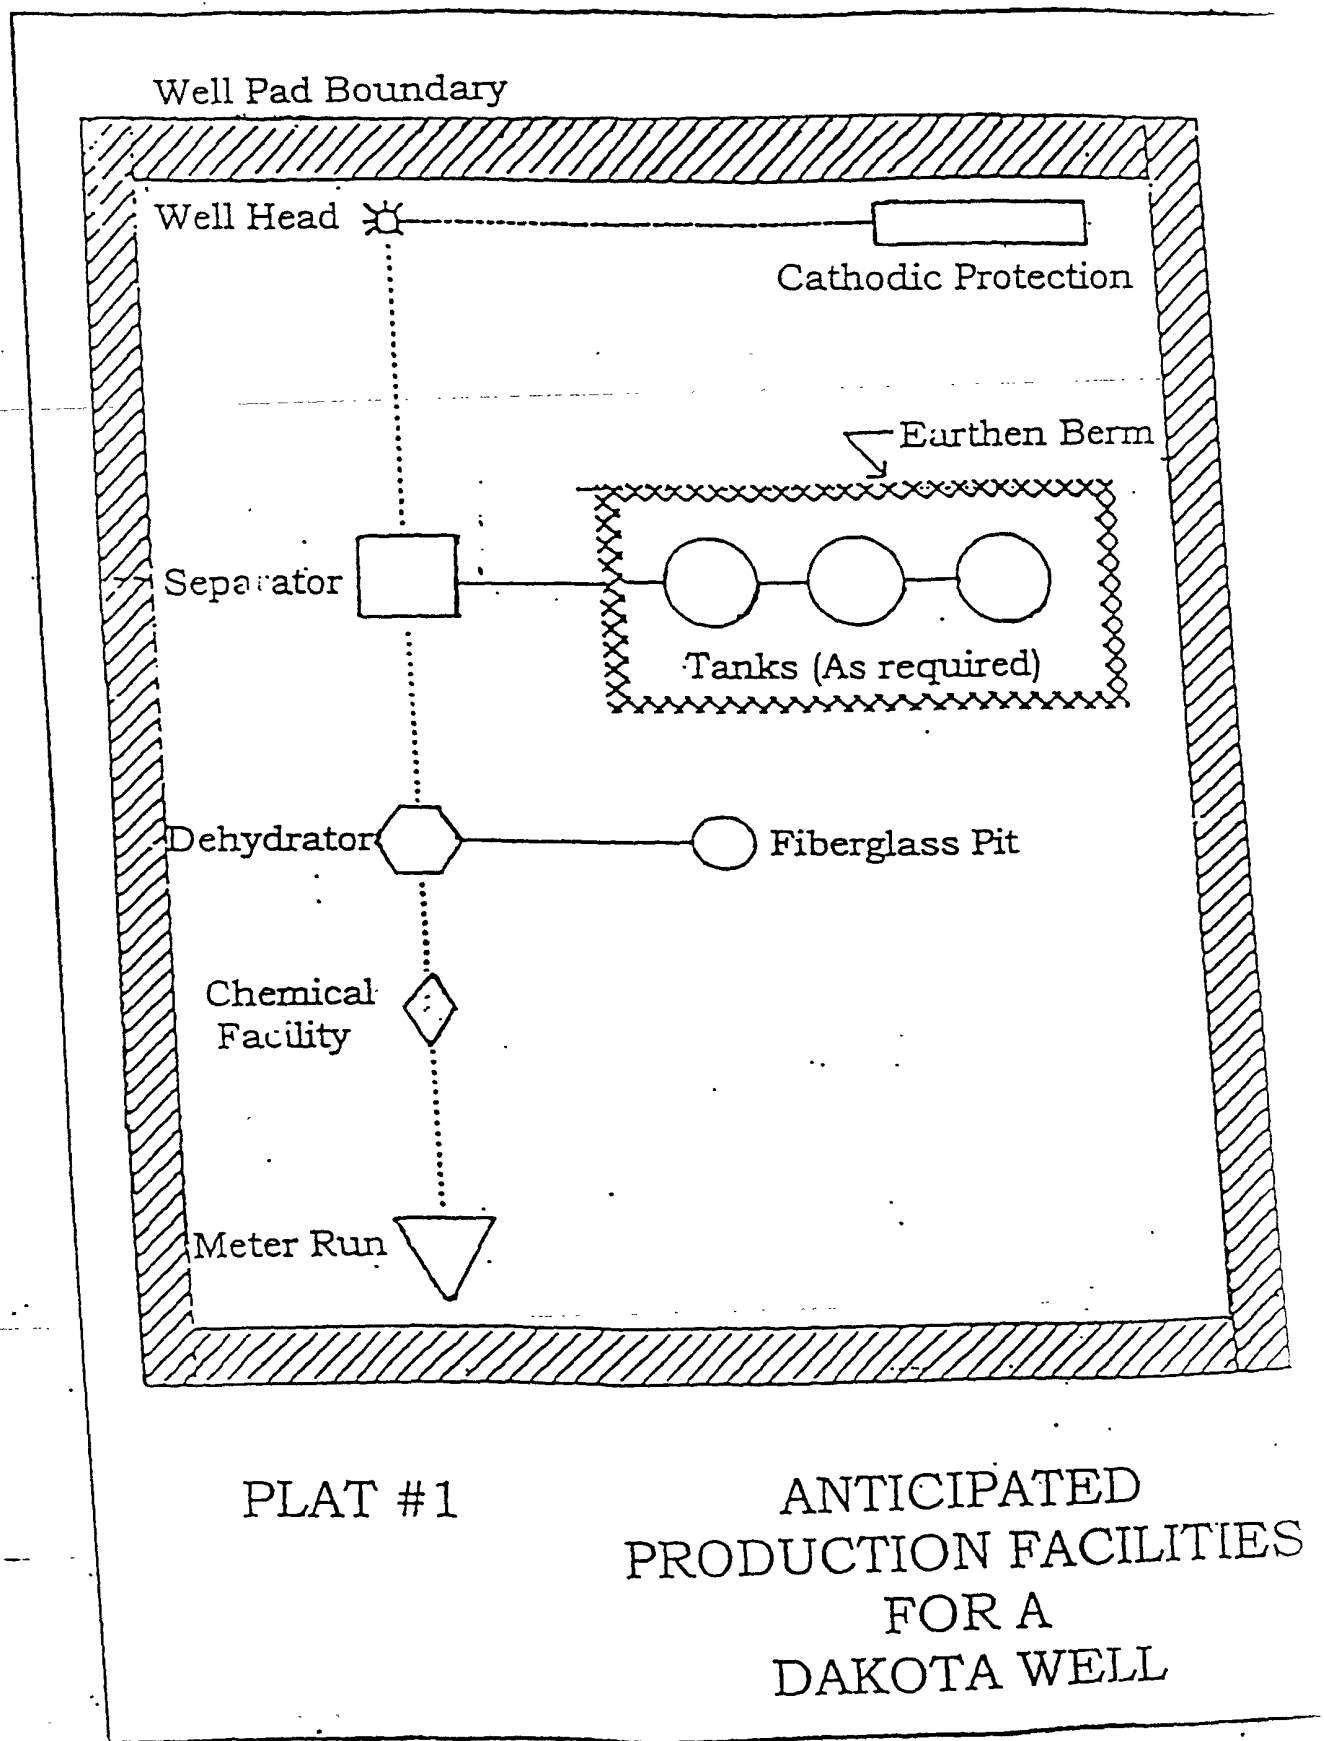 Well Pad Boundary
Well Head
Cathodic Protection
Earthen Berm
Separator
Tanks (As required)
Dehydrator
Fiberglass Pit
Chemical
Facility
Meter Run
PLAT #1
ANTICIPATED
PRODUCTION FACILITIES
FOR A
DAKOTA WELL